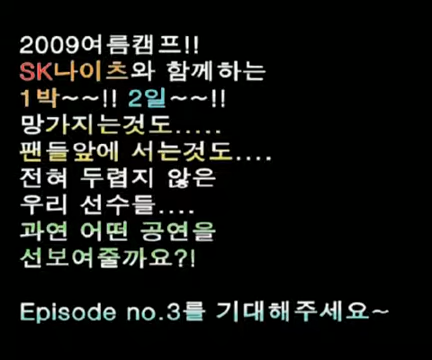 2009여름캠프!!
SK나이츠와 함께하는
1박~~!! 2일~~!!
망가지는것도.....
팬들앞에 서는것도....
전혀 두렵지 않은
우리 선수들....
과연 어떤 공연을
선보여줄까요?!
Episode no.3를 기대해주세요~